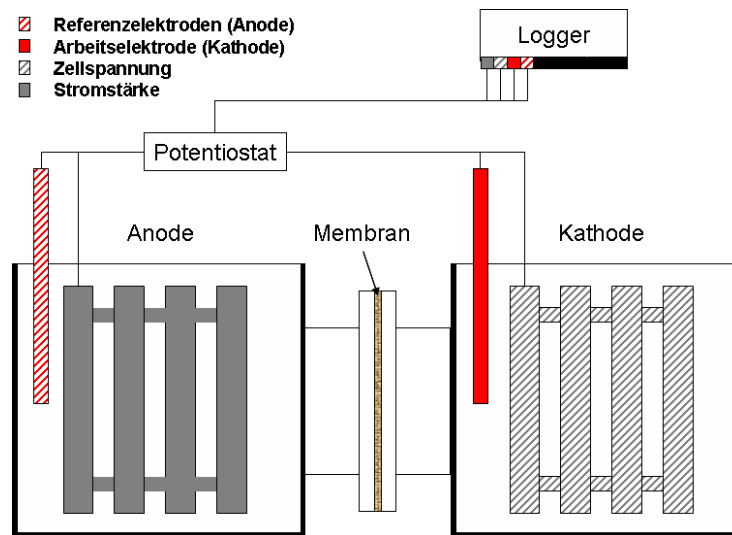 Referenzelektroden (Anode)
Arbeitselektrode (Kathode)
Zellspannung
Stromstärke
Logger
Potentiostat
Anode
Membran
Kathode